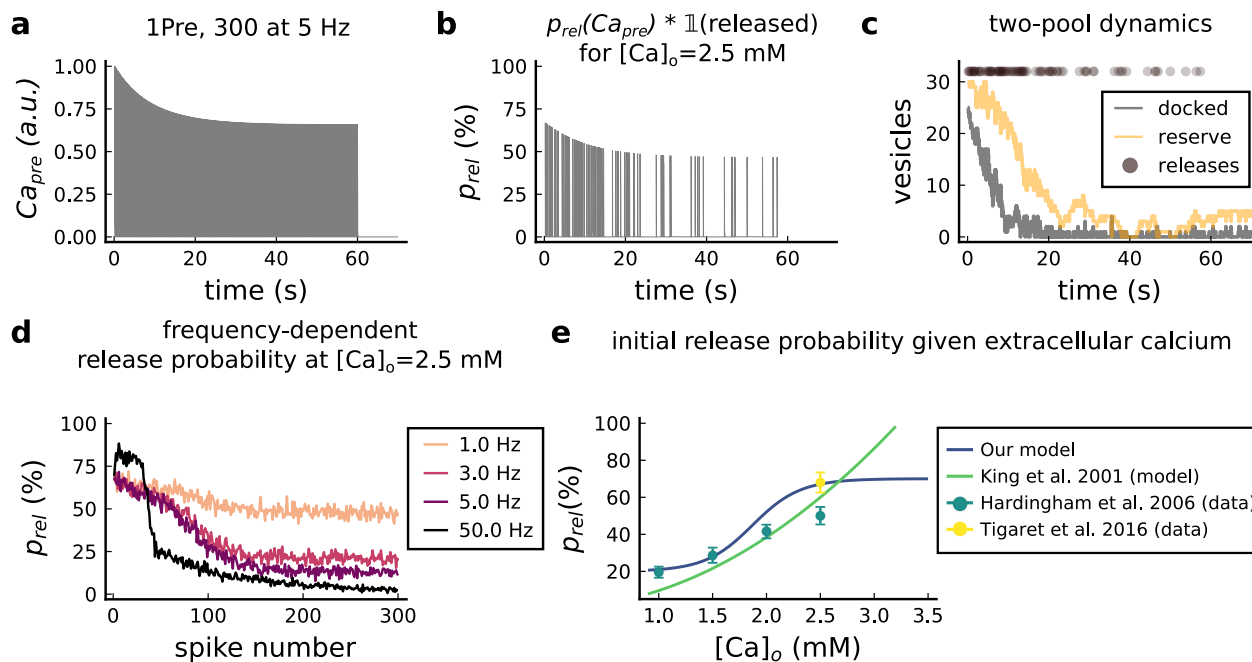 a
1Pre, 300 at 5 Hz
1.00
0.75
0.50
0.25
0.00
Ca_pre (a.u.)
0
20
40
60
time (s)
b
p_rel(Ca_pre) * 𝟙(released)
for [Ca]ₒ=2.5 mM
100
75
50
25
0
p_rel (%)
0
20
40
60
time (s)
c
two-pool dynamics
30
20
10
0
vesicles
docked
reserve
releases
0
20
40
60
time (s)
d
frequency-dependent
release probability at [Ca]ₒ=2.5 mM
100
75
50
25
0
p_rel (%)
1.0 Hz
3.0 Hz
5.0 Hz
50.0 Hz
0
100
200
300
spike number
e
initial release probability given extracellular calcium
100
80
60
40
20
p_rel(%)
1.0
1.5
2.0
2.5
3.0
3.5
[Ca]ₒ (mM)
Our model
King et al. 2001 (model)
Hardingham et al. 2006 (data)
Tigaret et al. 2016 (data)